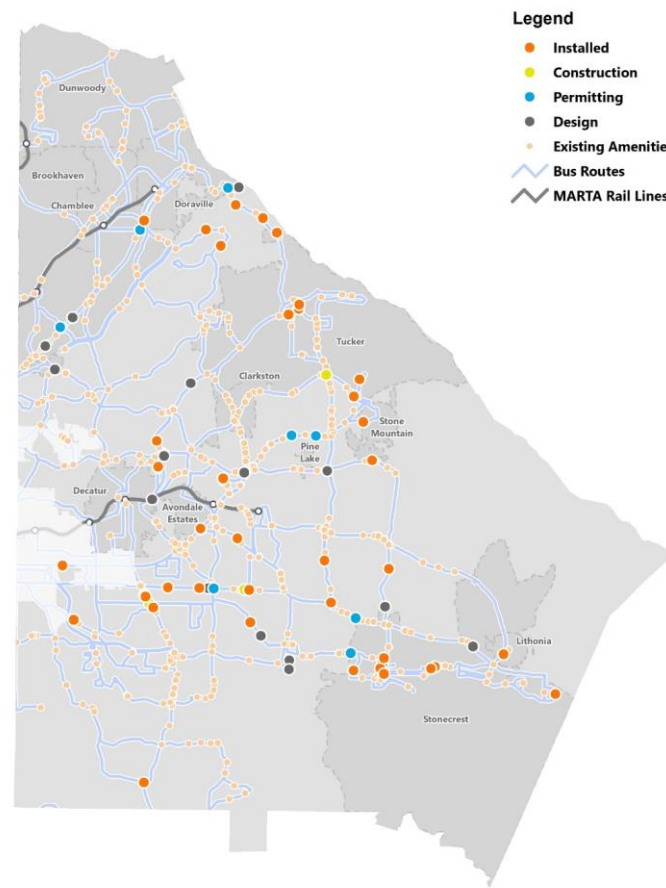 Legend
Installed
Construction
Permitting
Design
Existing Amenitie
Bus Routes
MARTA Rail Lines
Dunwoody
Brookhaven
Chamblee
Doraville
Tucker
Clarkston
Stone
Mountain
Pine
Lake
Decatur
Avondale
Estates
Lithonia
Stonecrest